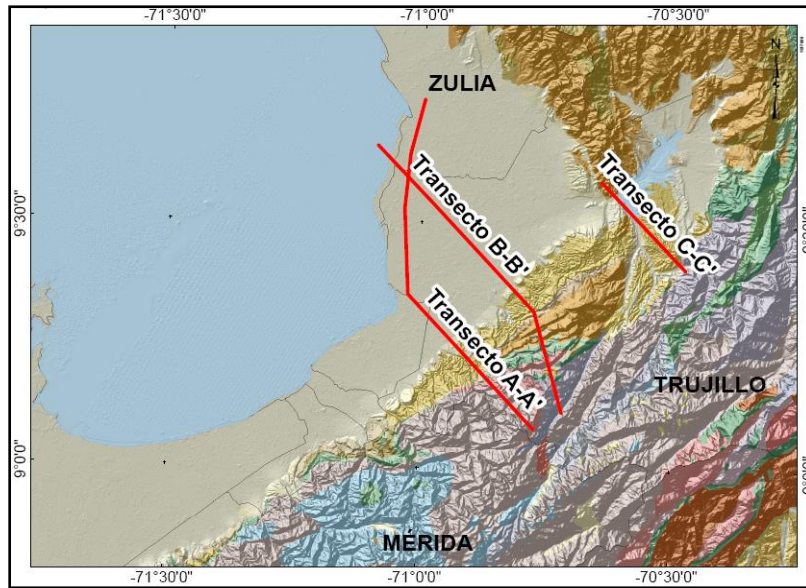 -71°30'0" -71°0'0" -70°30'0"
N
ZULIA
Transecto B-B'
Transecto C-C'
9°30'0"
Transecto A-A'
TRUJILLO
9°0'0"
MÉRIDA
-71°30'0" -71°0'0" -70°30'0"